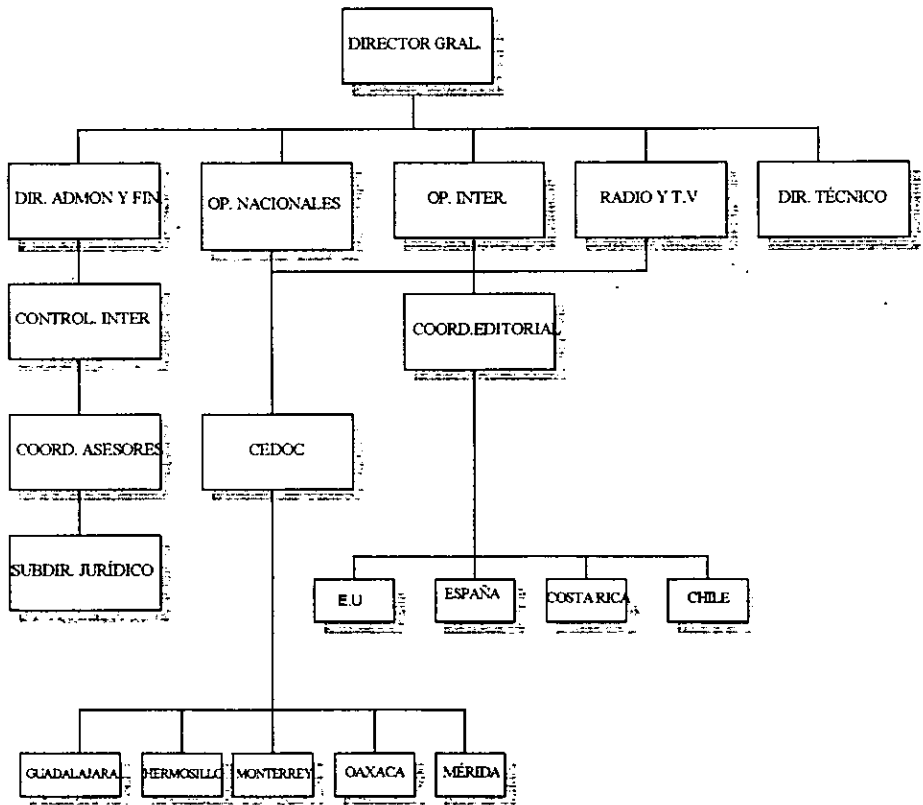 DIRECTOR GRAL.
DIR. ADMON Y FIN
OP. NACIONALES
OP. INTER.
RADIO Y T.V
DIR. TÉCNICO
CONTROL. INTER
COORD.EDITORIAL
COORD. ASESORES
CEDOC
SUBDIR. JURÍDICO
E.U
ESPAÑA
COSTA RICA
CHILE
GUADALAJARA
HERMOSILLO
MONTERREY
OAXACA
MÉRIDA